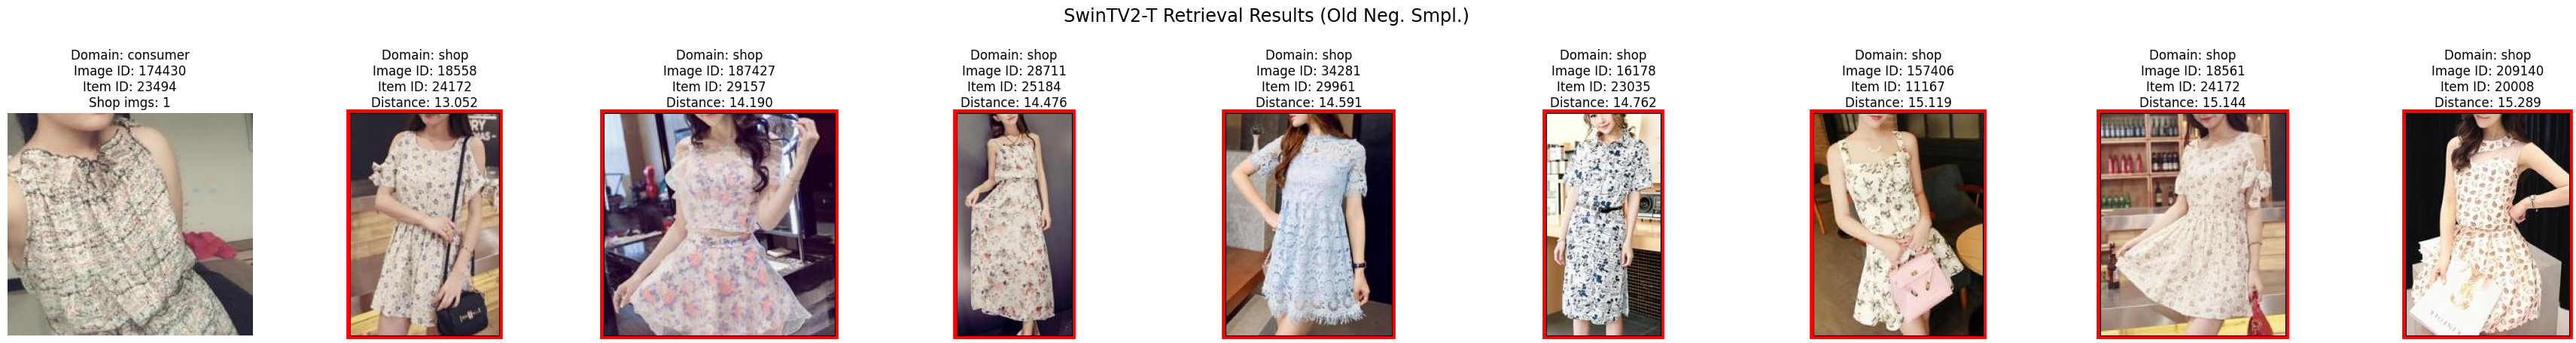 SwinTV2-T Retrieval Results (Old Neg. Smpl.)
Domain: consumer
Image ID: 174430
Item ID: 23494
Shop imgs: 1
Domain: shop
Image ID: 18558
Item ID: 24172
Distance: 13.052
Domain: shop
Image ID: 187427
Item ID: 29157
Distance: 14.190
Domain: shop
Image ID: 28711
Item ID: 25184
Distance: 14.476
Domain: shop
Image ID: 34281
Item ID: 29961
Distance: 14.591
Domain: shop
Image ID: 16178
Item ID: 23035
Distance: 14.762
Domain: shop
Image ID: 157406
Item ID: 11167
Distance: 15.119
Domain: shop
Image ID: 18561
Item ID: 24172
Distance: 15.144
Domain: shop
Image ID: 209140
Item ID: 20008
Distance: 15.289